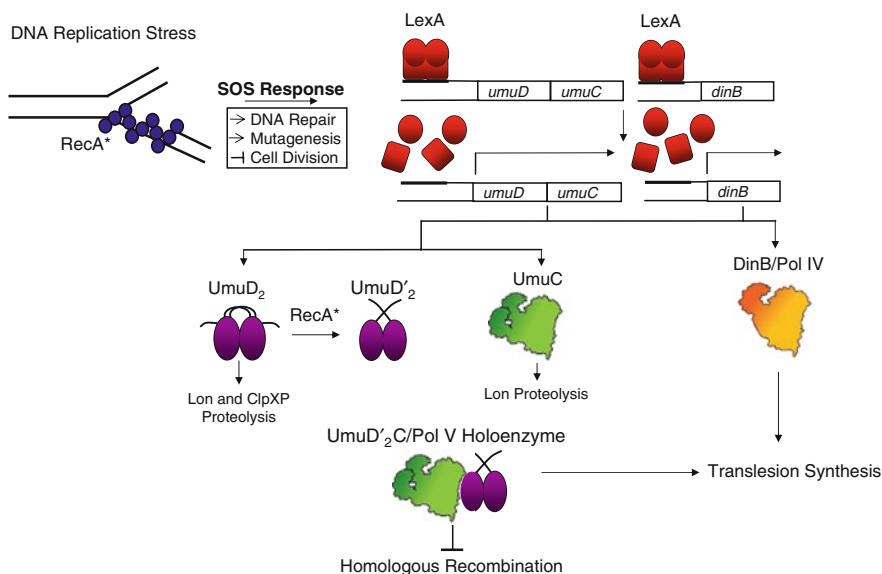 DNA Replication Stress
RecA*
SOS Response
DNA Repair
Mutagenesis
Cell Division
LexA
umuD
umuC
LexA
dinB
umuD
umuC
dinB
UmuD₂
RecA*
UmuD′₂
UmuC
DinB/Pol IV
Lon and ClpXP
Proteolysis
Lon Proteolysis
UmuD′₂C/Pol V Holoenzyme
Translesion Synthesis
Homologous Recombination